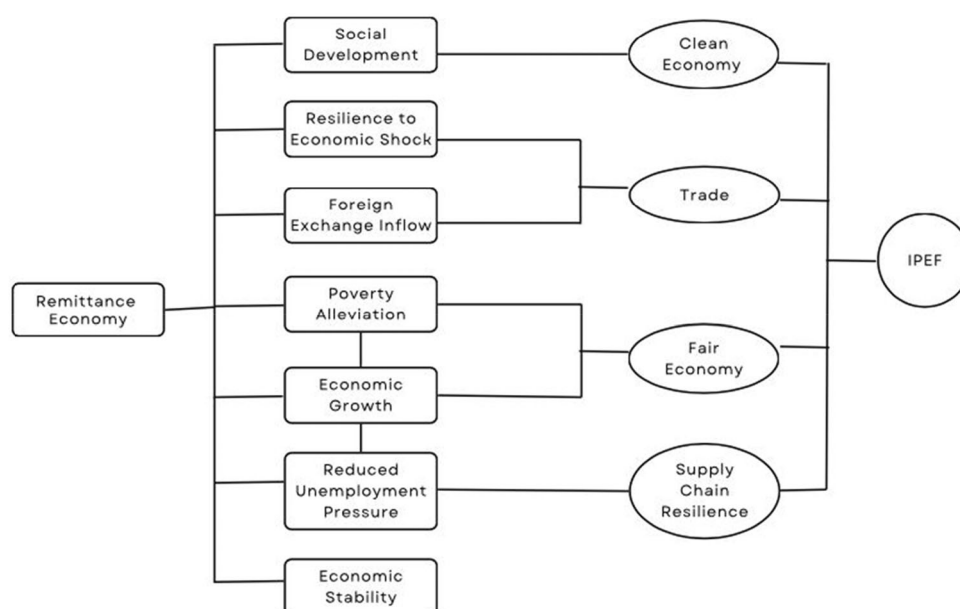 Social
Development
Clean
Economy
Resilience to
Economic Shock
Trade
Foreign
Exchange Inflow
IPEF
Remittance
Economy
Poverty
Alleviation
Fair
Economy
Economic
Growth
Reduced
Unemployment
Pressure
Supply
Chain
Resilience
Economic
Stability